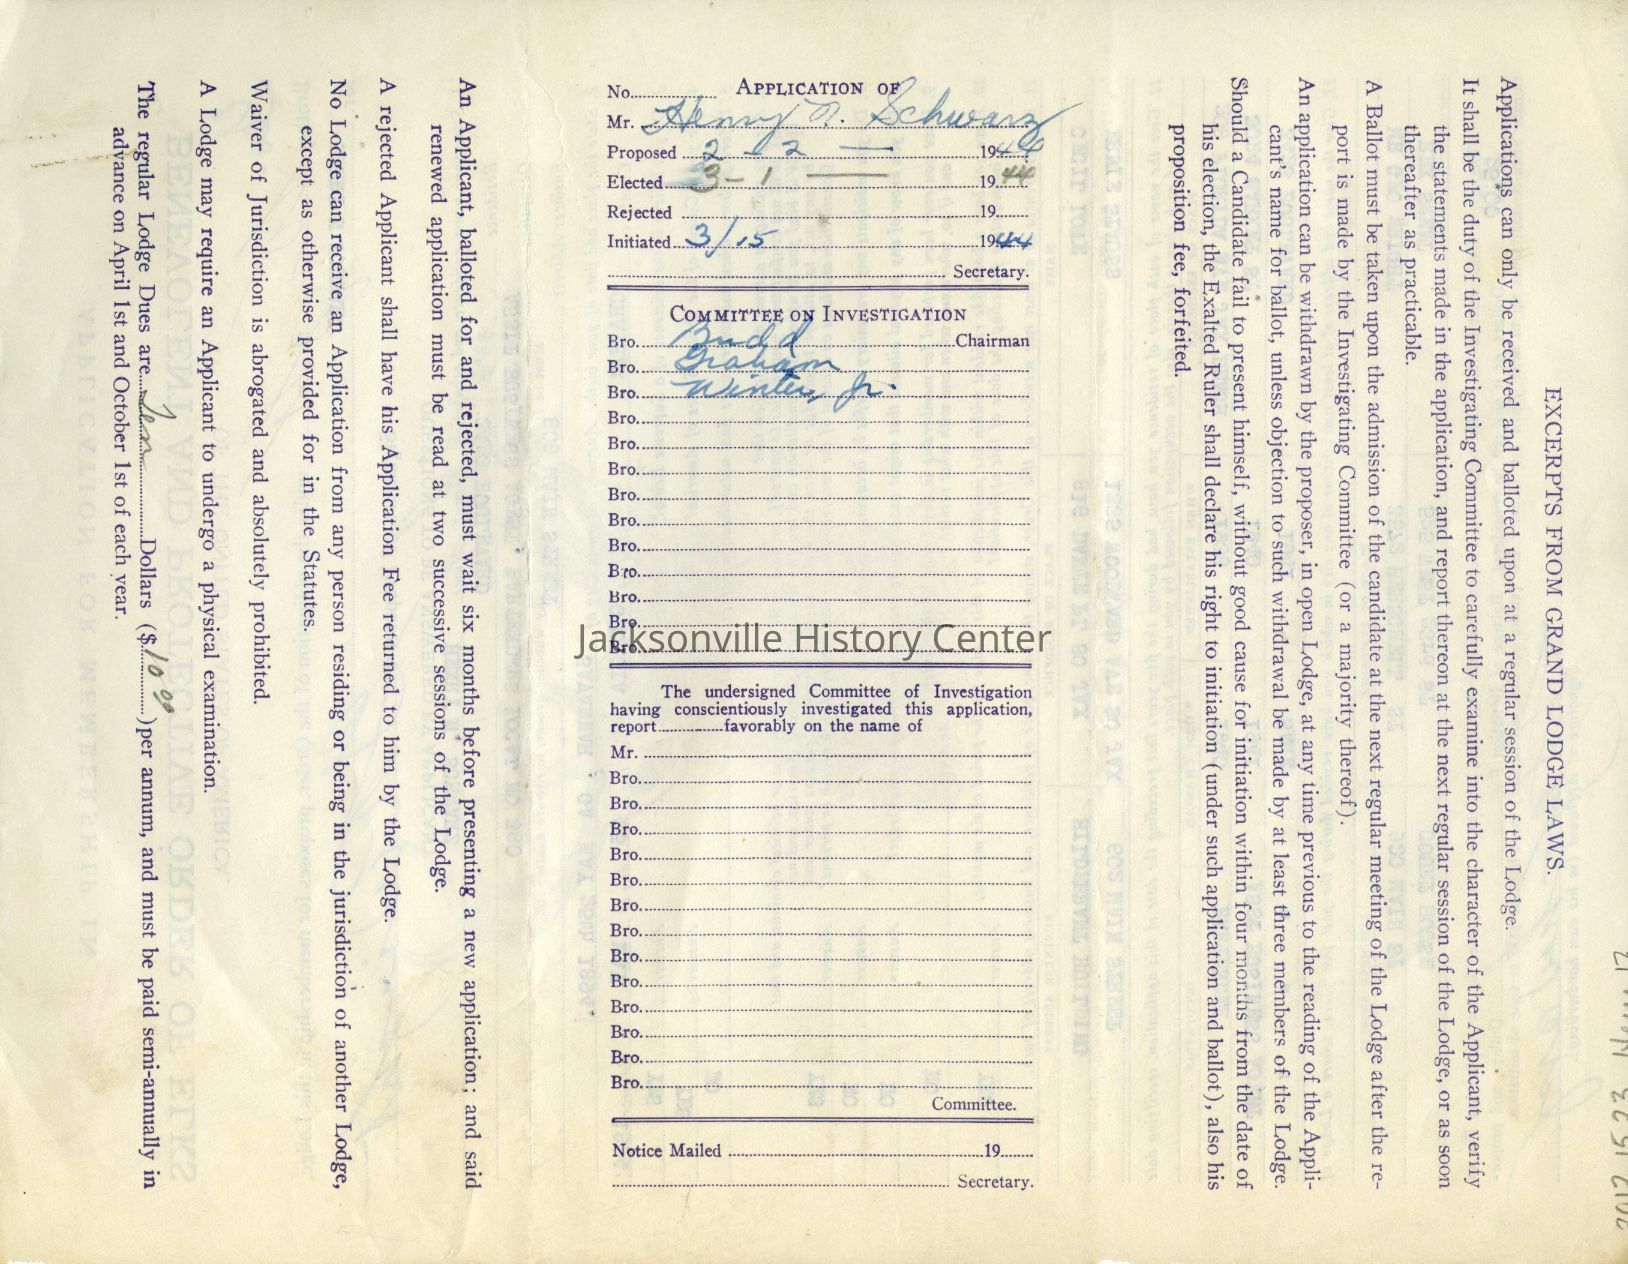 APPLICATION OF
No.
Mr. Henry A. Schwarz
Proposed 2 - 2 — 1944
Elected 3 - 1 — 1944
Rejected 19
Initiated 3/15 1944
Secretary.
COMMITTEE ON INVESTIGATION
Bro. Budd Chairman
Bro. Graham
Bro. Winter, Jr.
Bro.
Bro.
Bro.
Bro.
Bro.
Bro.
Bro.
Bro.
Bro.
Bro.
Jacksonville History Center
The undersigned Committee of Investigation
having conscientiously investigated this application,
report favorably on the name of
Mr.
Bro.
Bro.
Bro.
Bro.
Bro.
Bro.
Bro.
Bro.
Bro.
Bro.
Bro.
Bro.
Bro.
Committee.
Notice Mailed 19
Secretary.
EXCERPTS FROM GRAND LODGE LAWS.
Applications can only be received and balloted upon at a regular session of the Lodge.
It shall be the duty of the Investigating Committee to carefully examine into the character of the Applicant, verify
the statements made in the application, and report thereon at the next regular session of the Lodge, or as soon
thereafter as practicable.
A Ballot must be taken upon the admission of the candidate at the next regular meeting of the Lodge after the re-
port is made by the Investigating Committee (or a majority thereof).
An application can be withdrawn by the proposer, in open Lodge, at any time previous to the reading of the Appli-
cant's name for ballot, unless objection to such withdrawal be made by at least three members of the Lodge.
Should a Candidate fail to present himself, without good cause for initiation within four months from the date of
his election, the Exalted Ruler shall declare his right to initiation (under such application and ballot), also his
proposition fee, forfeited.
An Applicant, balloted for and rejected, must wait six months before presenting a new application; and said
renewed application must be read at two successive sessions of the Lodge.
A rejected Applicant shall have his Application Fee returned to him by the Lodge.
No Lodge can receive an Application from any person residing or being in the jurisdiction of another Lodge,
except as otherwise provided for in the Statutes.
Waiver of Jurisdiction is abrogated and absolutely prohibited.
A Lodge may require an Applicant to undergo a physical examination.
The regular Lodge Dues are Ten Dollars ($10.00) per annum, and must be paid semi-annually in
advance on April 1st and October 1st of each year.